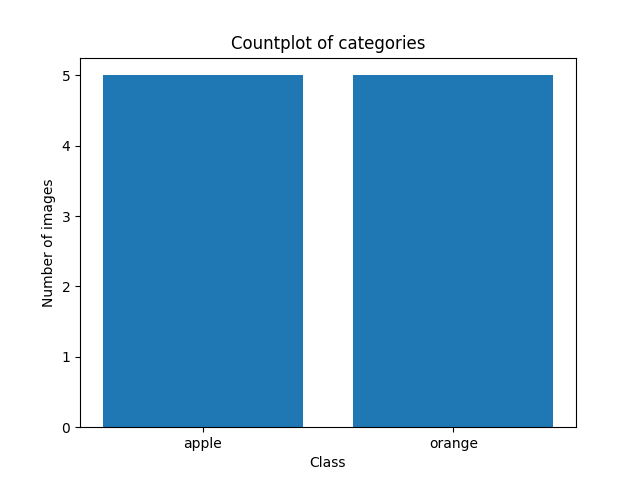 Countplot of categories
5
4
3
2
1
0
Number of images
apple orange
Class